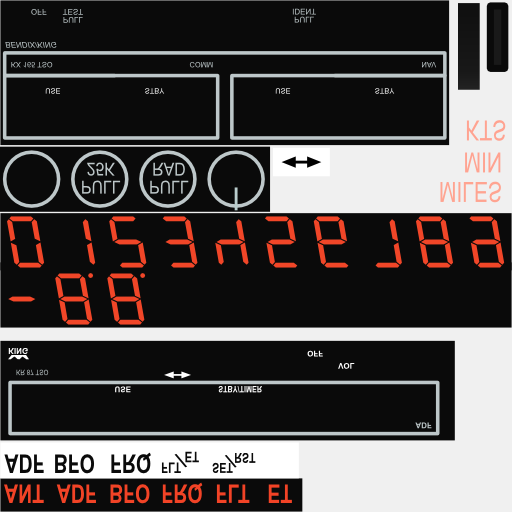 OFF PULL TEST PULL IDENT
BENDIX/KING
KX 165 TSO COMM NAV
USE STBY USE STBY
KTS
MIN
MILES
PULL 25K PULL RAD
0 1 2 3 4 5 6 7 8 9
- 8 8
KING
OFF
VOL
KR 87 TSO
USE STBY/TIMER
ADF
ADF BFO FRQ FLT/ET SET/RST
ANT ADF BFO FRQ FLT ET